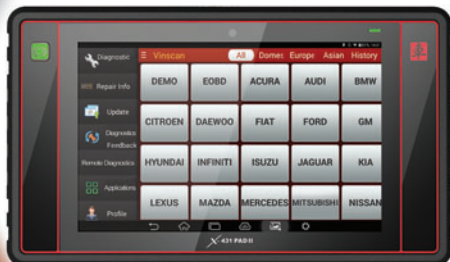 Diagnostic
Vinscan All Domes Europe Asian History
Repair Info
Update
Diagnostics
Feedback
Remote Diagnostics
Applications
Profile
DEMO EOBD ACURA AUDI BMW
CITROEN DAEWOO FIAT FORD GM
HYUNDAI INFINITI ISUZU JAGUAR KIA
LEXUS MAZDA MERCEDES MITSUBISHI NISSAN
X-431 PAD II